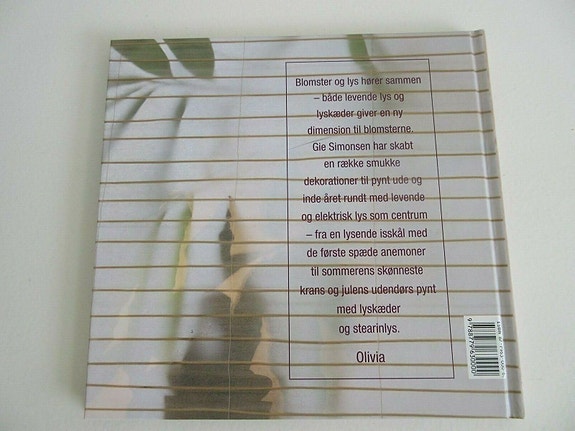 Blomster og lys hører sammen
– både levende lys og
lyskæder giver en ny
dimension til blomsterne.
Gie Simonsen har skabt
en række smukke
dekorationer til pynt ude og
inde året rundt med levende
og elektrisk lys som centrum
– fra en lysende isskål med
de første spæde anemoner
til sommerens skønneste
krans og julens udendørs pynt
med lyskæder
og stearinlys.
Olivia